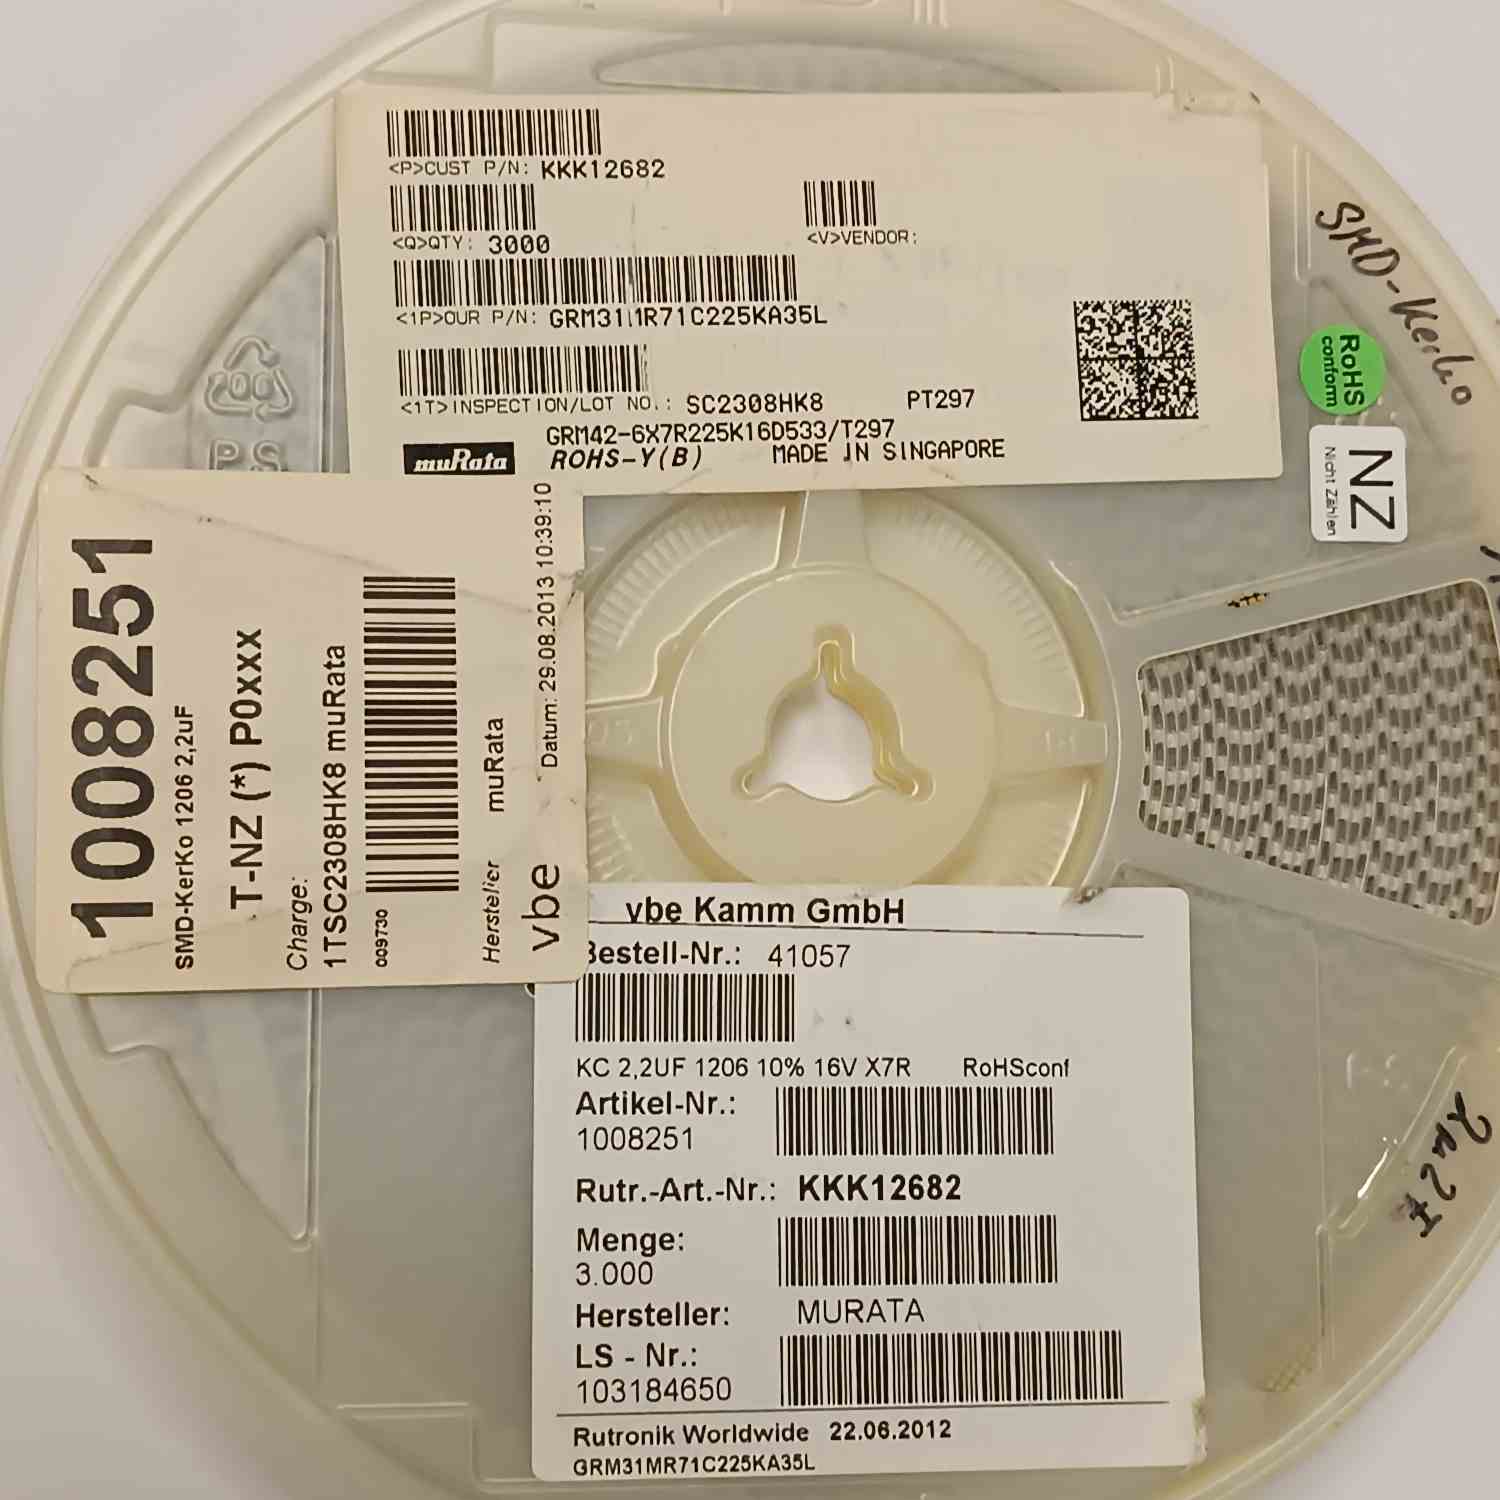 <P>CUST P/N: KKK12682
<Q>QTY: 3000
<V>VENDOR:
<1P>OUR P/N: GRM31MR71C225KA35L
<1T>INSPECTION/LOT NO.: SC2308HK8 PT297
GRM42-6X7R225K16D533/T297
muRata ROHS-Y(B) MADE IN SINGAPORE
SMD-Kerko
RoHS
conform
NZ
Nicht Zählen
PS
1008251
SMD-KerKo 1206 2,2uF
T-NZ (*) P0xxx
Charge:
1TSC2308HK8 muRata
009730
Hersteller muRata
vbe Datum: 29.08.2013 10:39:10
vbe Kamm GmbH
Bestell-Nr.: 41057
KC 2,2UF 1206 10% 16V X7R RoHSconf
Artikel-Nr.:
1008251
Rutr.-Art.-Nr.: KKK12682
Menge:
3.000
Hersteller: MURATA
LS - Nr.:
103184650
Rutronik Worldwide 22.06.2012
GRM31MR71C225KA35L
2µ2F